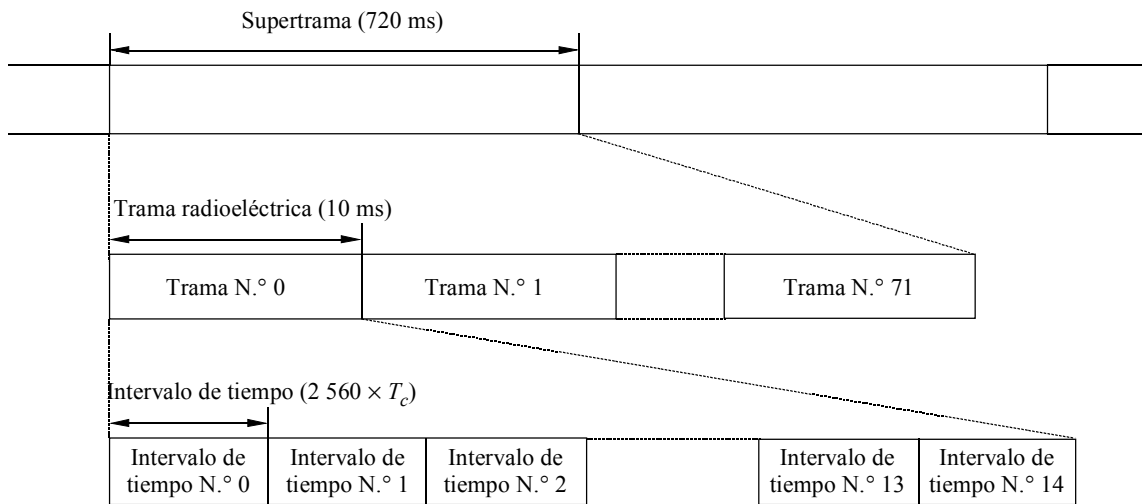 Supertrama (720 ms)
Trama radioeléctrica (10 ms)
Trama N.° 0
Trama N.° 1
Trama N.° 71
Intervalo de tiempo (2 560 × T_c)
Intervalo de
tiempo N.° 0
Intervalo de
tiempo N.° 1
Intervalo de
tiempo N.° 2
Intervalo de
tiempo N.° 13
Intervalo de
tiempo N.° 14